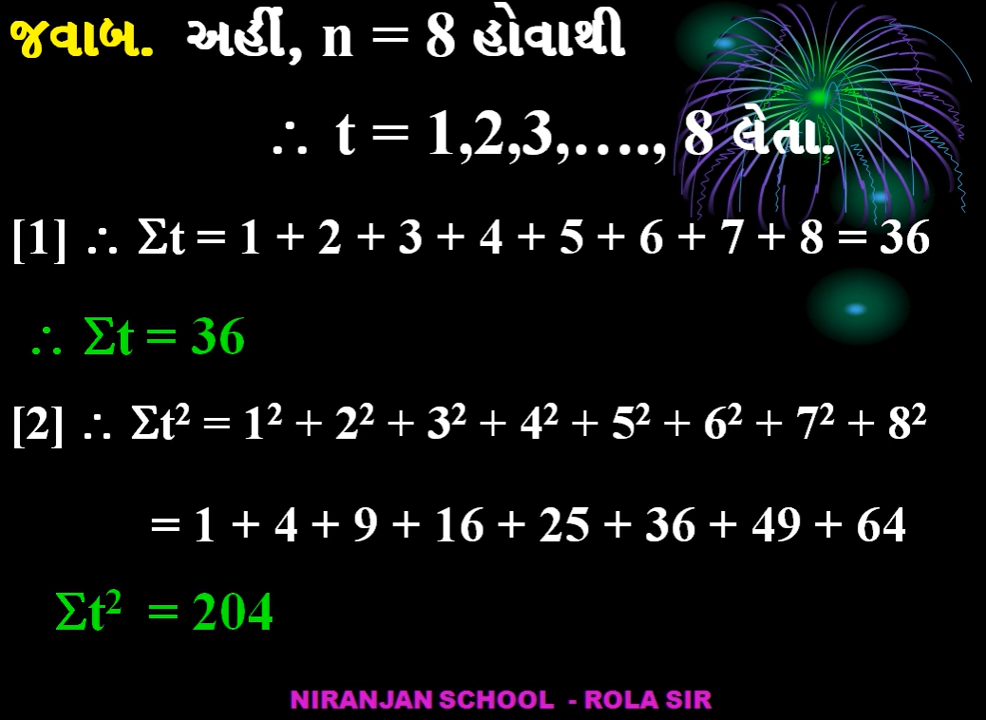 જવાબ. અહીં, n = 8 હોવાથી
∴ t = 1,2,3,…., 8 લેતા.
[1] ∴ Σt = 1 + 2 + 3 + 4 + 5 + 6 + 7 + 8 = 36
∴ Σt = 36
[2] ∴ Σt² = 1² + 2² + 3² + 4² + 5² + 6² + 7² + 8²
= 1 + 4 + 9 + 16 + 25 + 36 + 49 + 64
Σt² = 204
NIRANJAN SCHOOL - ROLA SIR